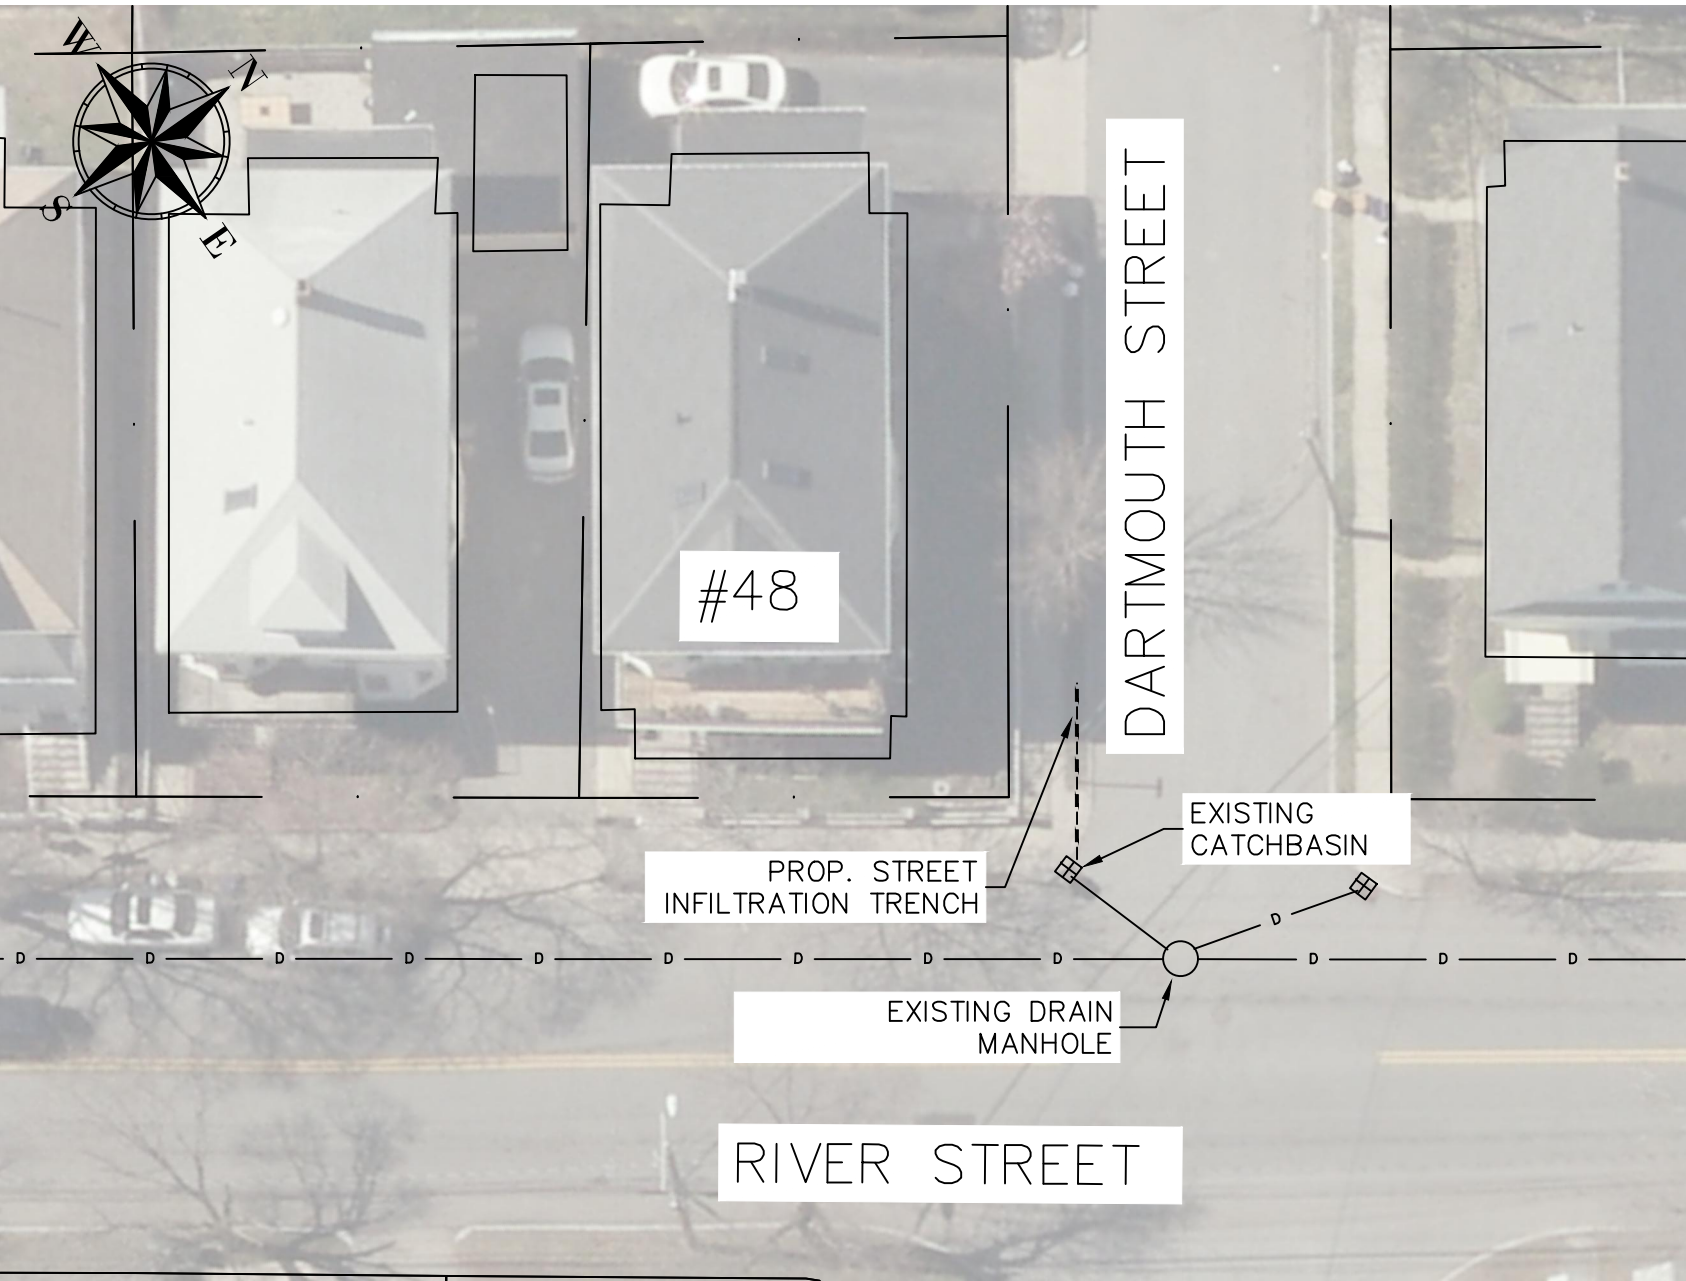 W
N
S
E
DARTMOUTH STREET
#48
EXISTING
CATCHBASIN
PROP. STREET
INFILTRATION TRENCH
D
D D D D D D D D D D D D
EXISTING DRAIN
MANHOLE
RIVER STREET